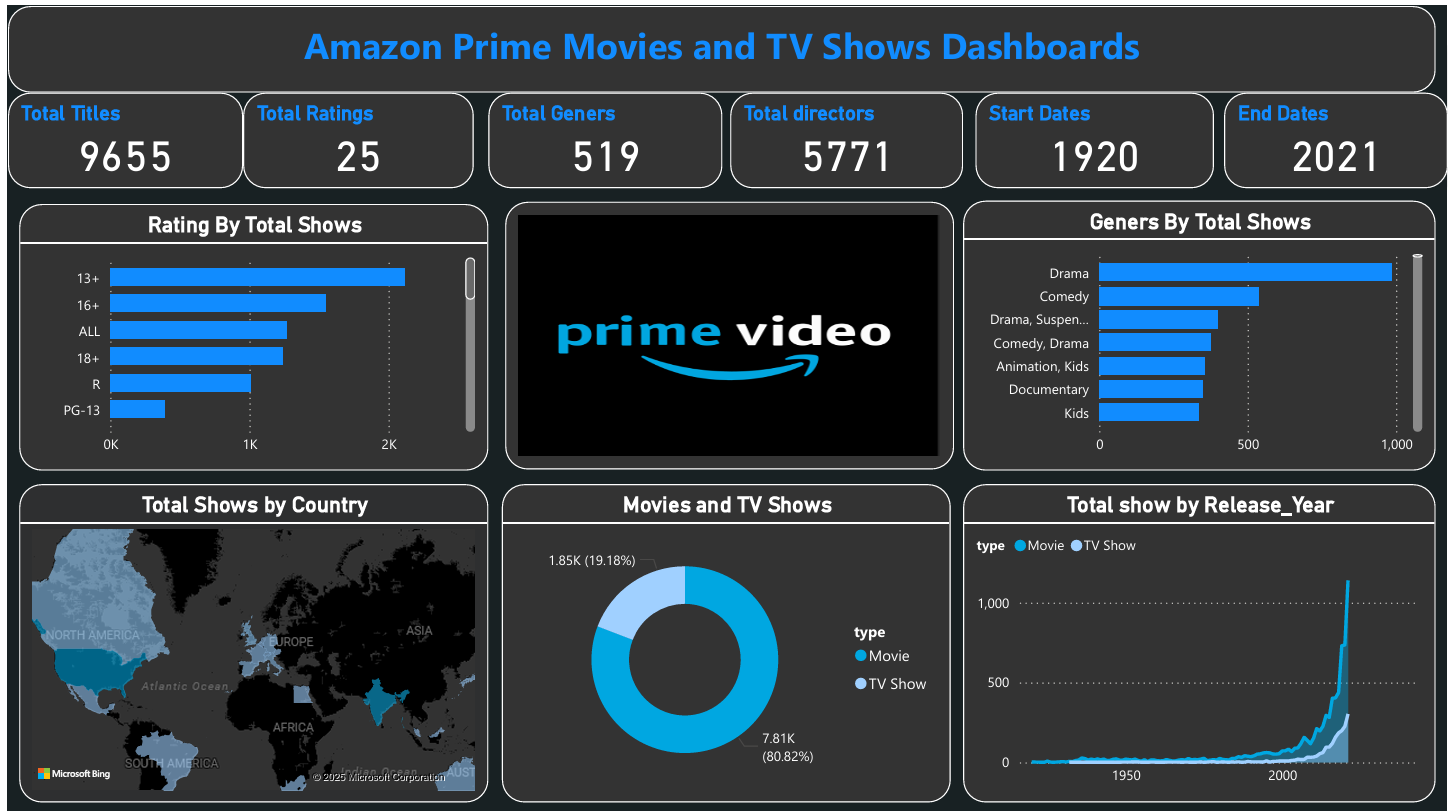 Amazon Prime Movies and TV Shows Dashboards
Total Titles
9655
Total Ratings
25
Total Geners
519
Total directors
5771
Start Dates
1920
End Dates
2021
Rating By Total Shows
13+
16+
ALL
18+
R
PG-13
0K 1K 2K
prime video
Geners By Total Shows
Drama
Comedy
Drama, Suspen...
Comedy, Drama
Animation, Kids
Documentary
Kids
0 500 1,000
Total Shows by Country
NORTH AMERICA
EUROPE
ASIA
Atlantic Ocean
AFRICA
SOUTH AMERICA
Indian Ocean
AUST
Microsoft Bing
© 2025 Microsoft Corporation
Movies and TV Shows
1.85K (19.18%)
7.81K
(80.82%)
type
Movie
TV Show
Total show by Release_Year
type Movie TV Show
1,000
500
0
1950 2000